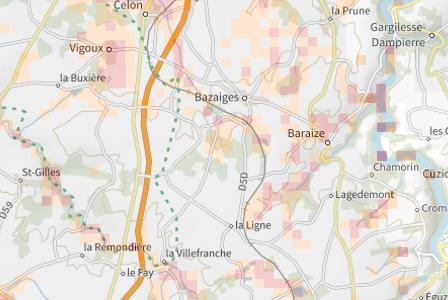 Celon
la Prune
Gargilesse-
Dampierre
Vigoux
la Buxière
Bazaiges
Baraize
les C
St-Gilles
Chamorin
Cuzio
D5D
Lagedemont
D59
Crom
la Ligne
la Rémondière
la Villefranche
le Fay
Égu